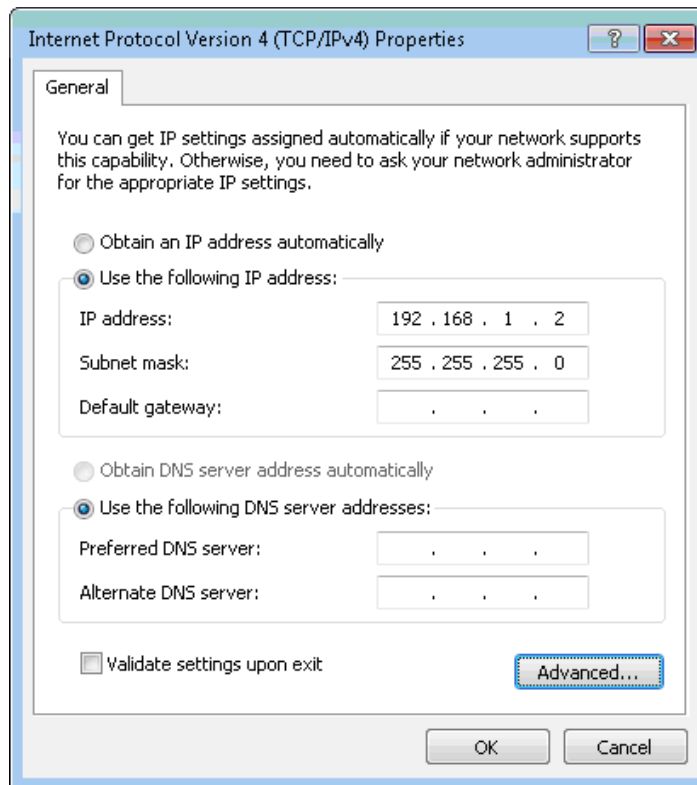 Internet Protocol Version 4 (TCP/IPv4) Properties
General
You can get IP settings assigned automatically if your network supports
this capability. Otherwise, you need to ask your network administrator
for the appropriate IP settings.
Obtain an IP address automatically
Use the following IP address:
IP address: 192 . 168 . 1 . 2
Subnet mask: 255 . 255 . 255 . 0
Default gateway: . . .
Obtain DNS server address automatically
Use the following DNS server addresses:
Preferred DNS server: . . .
Alternate DNS server: . . .
Validate settings upon exit
Advanced...
OK Cancel